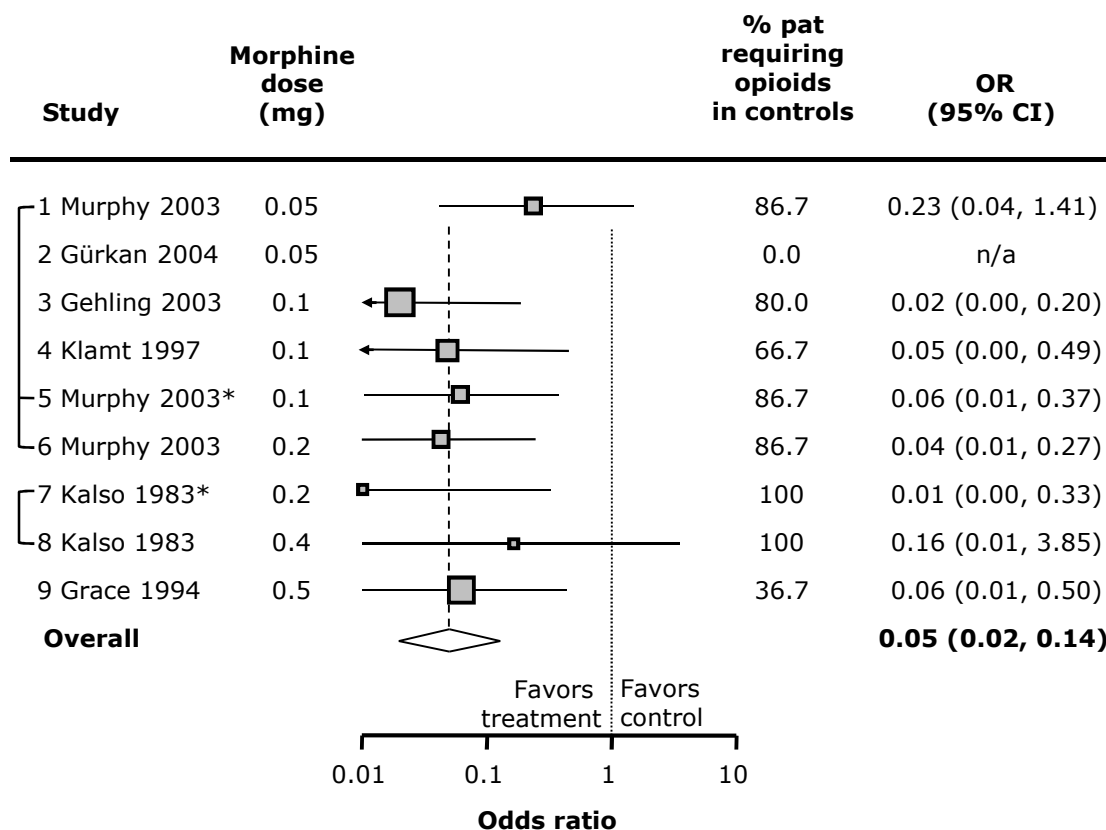 Study
Morphine
dose
(mg)
% pat
requiring
opioids
in controls
OR
(95% CI)
1 Murphy 2003 0.05 86.7 0.23 (0.04, 1.41)
2 Gürkan 2004 0.05 0.0 n/a
3 Gehling 2003 0.1 80.0 0.02 (0.00, 0.20)
4 Klamt 1997 0.1 66.7 0.05 (0.00, 0.49)
5 Murphy 2003* 0.1 86.7 0.06 (0.01, 0.37)
6 Murphy 2003 0.2 86.7 0.04 (0.01, 0.27)
7 Kalso 1983* 0.2 100 0.01 (0.00, 0.33)
8 Kalso 1983 0.4 100 0.16 (0.01, 3.85)
9 Grace 1994 0.5 36.7 0.06 (0.01, 0.50)
Overall 0.05 (0.02, 0.14)
Favors
treatment
Favors
control
0.01 0.1 1 10
Odds ratio